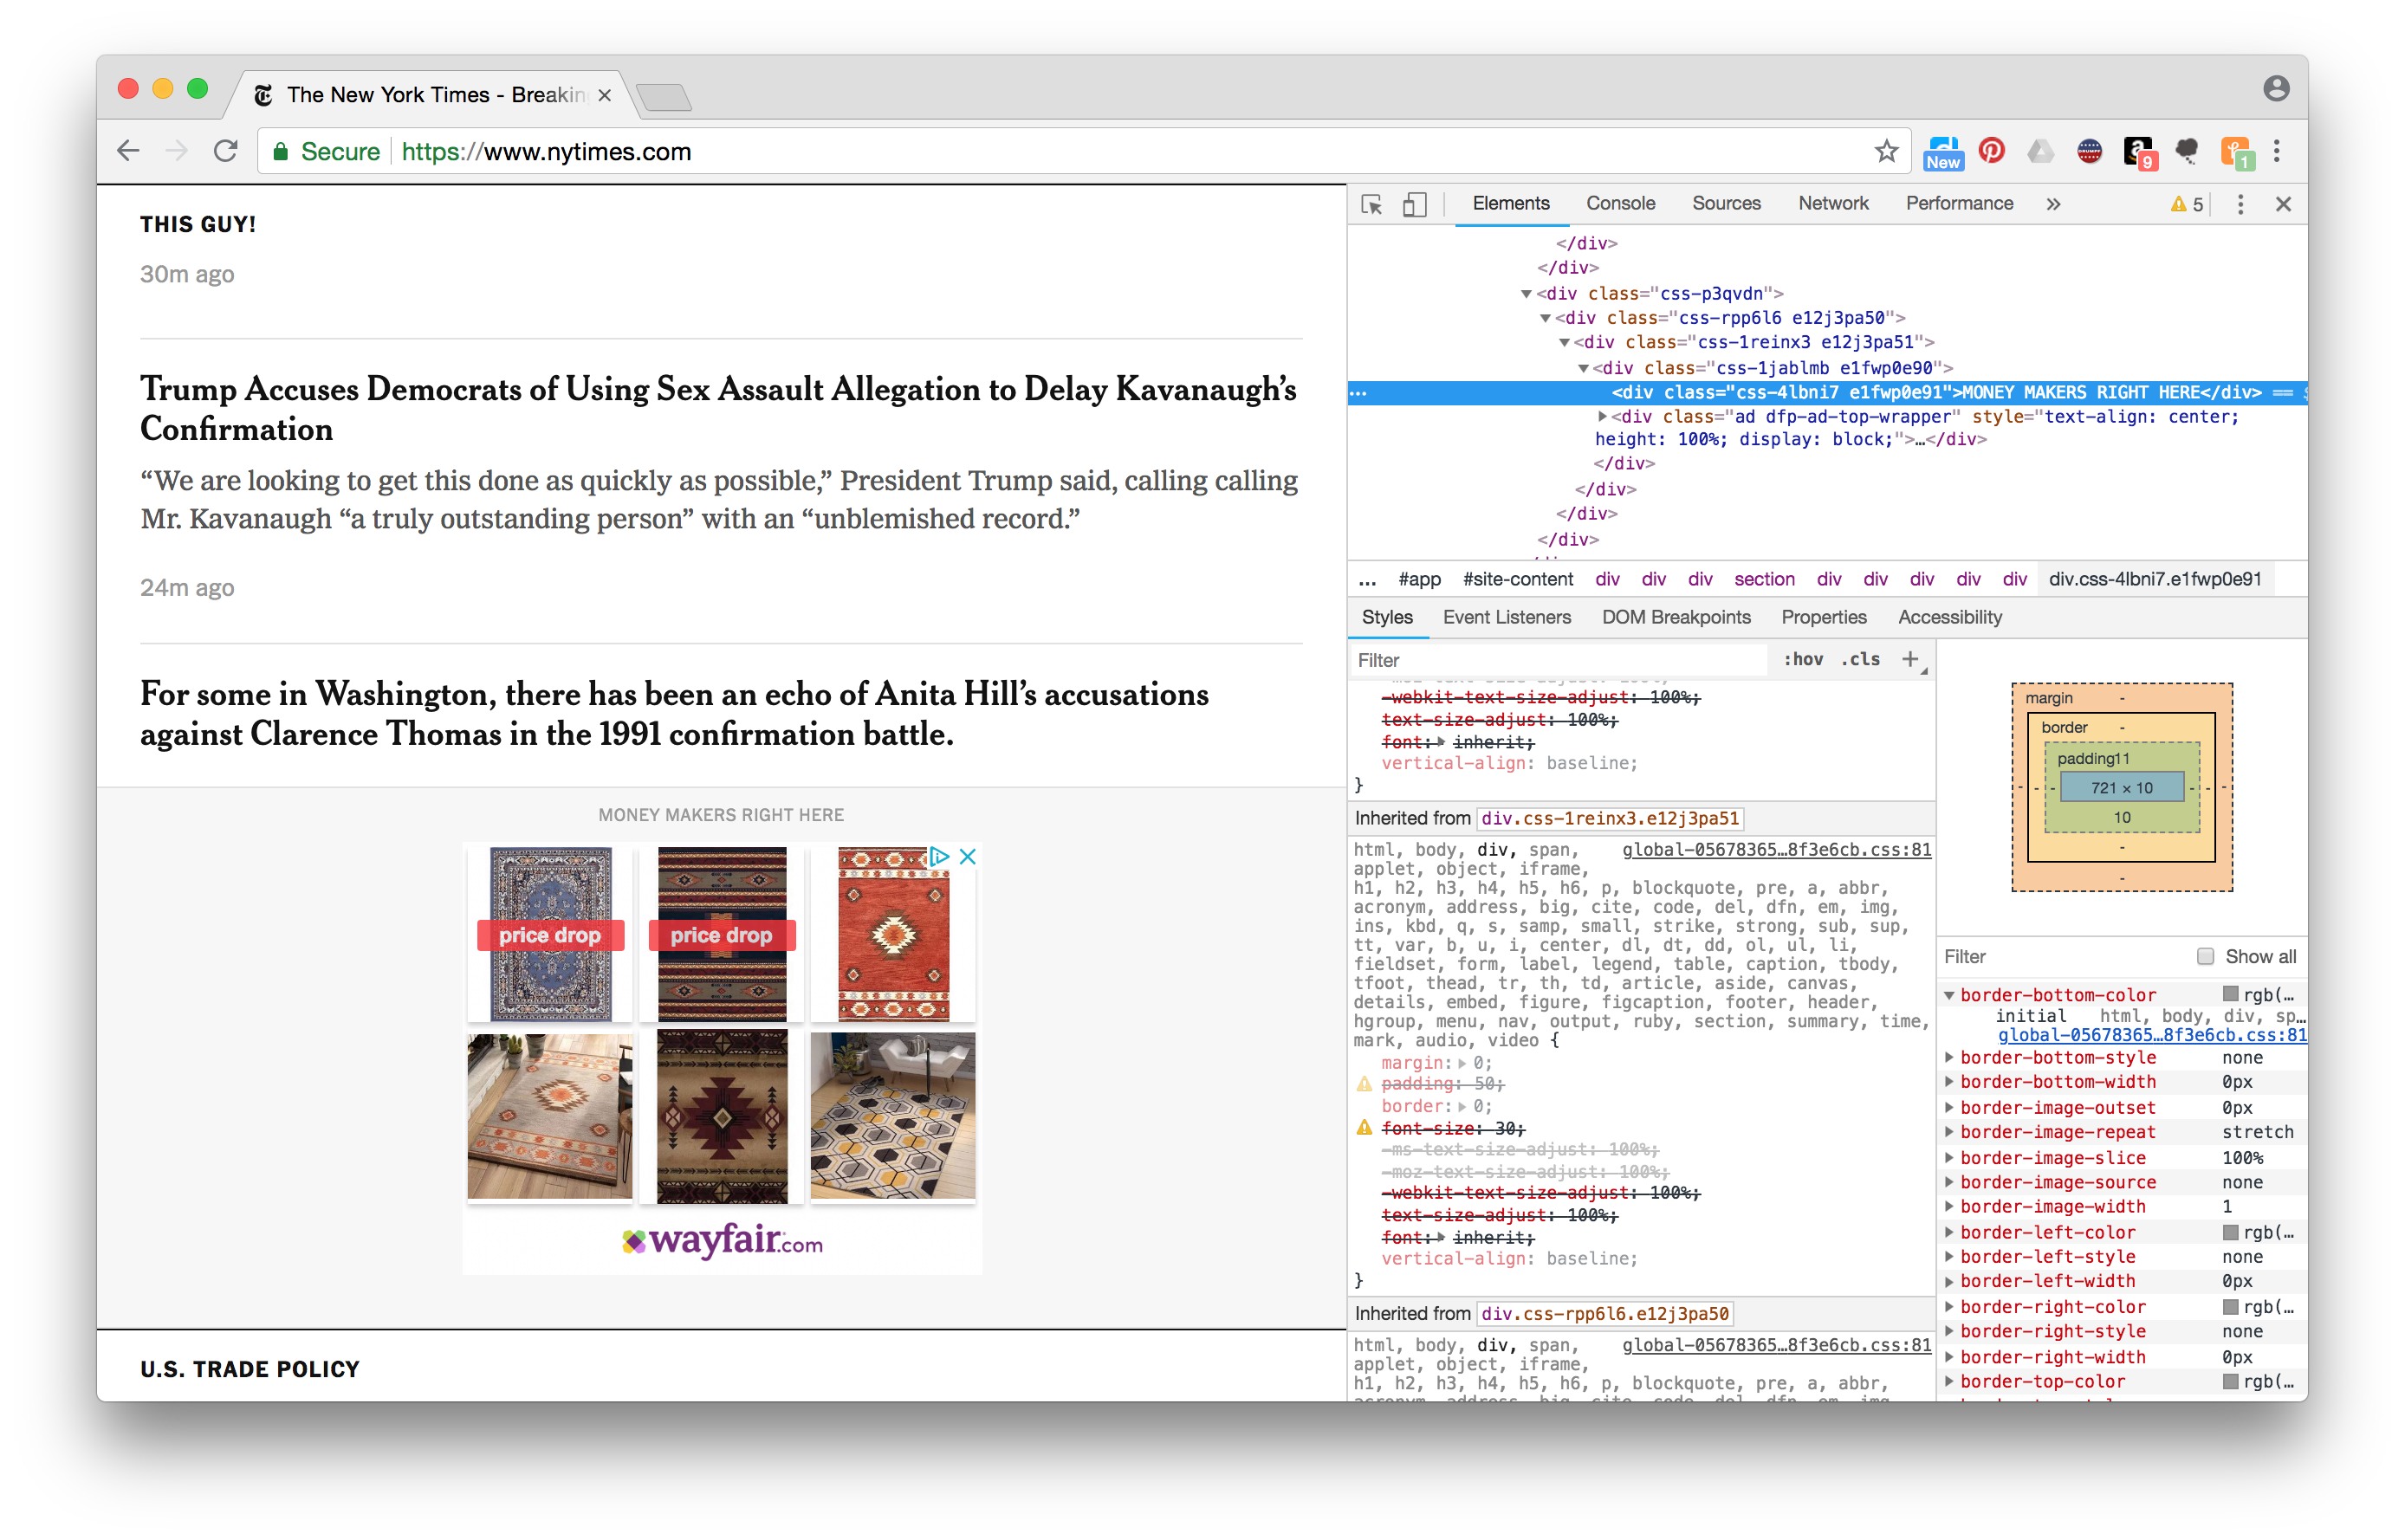 The New York Times - Breakin
Secure https://www.nytimes.com
New
9
1
THIS GUY!
30m ago
Trump Accuses Democrats of Using Sex Assault Allegation to Delay Kavanaugh’s
Confirmation
“We are looking to get this done as quickly as possible,” President Trump said, calling calling
Mr. Kavanaugh “a truly outstanding person” with an “unblemished record.”
24m ago
For some in Washington, there has been an echo of Anita Hill’s accusations
against Clarence Thomas in the 1991 confirmation battle.
MONEY MAKERS RIGHT HERE
price drop
price drop
wayfair.com
U.S. TRADE POLICY
Elements Console Sources Network Performance » 5
</div>
</div>
<div class="css-p3qvdn">
<div class="css-rpp6l6 e12j3pa50">
<div class="css-1reinx3 e12j3pa51">
<div class="css-1jablmb e1fwp0e90">
… <div class="css-4lbni7 e1fwp0e91">MONEY MAKERS RIGHT HERE</div> ==
<div class="ad dfp-ad-top-wrapper" style="text-align: center;
height: 100%; display: block;">…</div>
</div>
</div>
</div>
</div>
... #app #site-content div div div section div div div div div div.css-4lbni7.e1fwp0e91
Styles Event Listeners DOM Breakpoints Properties Accessibility
Filter :hov .cls +
-webkit-text-size-adjust: 100%;
text-size-adjust: 100%;
font: inherit;
vertical-align: baseline;
}
Inherited from div.css-1reinx3.e12j3pa51
html, body, div, span, global-05678365…8f3e6cb.css:81
applet, object, iframe,
h1, h2, h3, h4, h5, h6, p, blockquote, pre, a, abbr,
acronym, address, big, cite, code, del, dfn, em, img,
ins, kbd, q, s, samp, small, strike, strong, sub, sup,
tt, var, b, u, i, center, dl, dt, dd, ol, ul, li,
fieldset, form, label, legend, table, caption, tbody,
tfoot, thead, tr, th, td, article, aside, canvas,
details, embed, figure, figcaption, footer, header,
hgroup, menu, nav, output, ruby, section, summary, time,
mark, audio, video {
margin: 0;
padding: 50;
border: 0;
font-size: 30;
-ms-text-size-adjust: 100%;
-moz-text-size-adjust: 100%;
-webkit-text-size-adjust: 100%;
text-size-adjust: 100%;
font: inherit;
vertical-align: baseline;
}
Inherited from div.css-rpp6l6.e12j3pa50
html, body, div, span, global-05678365…8f3e6cb.css:81
applet, object, iframe,
h1, h2, h3, h4, h5, h6, p, blockquote, pre, a, abbr,
margin -
border -
padding11
- - - 721 × 10 - - -
10
-
-
Filter Show all
border-bottom-color rgb(…
initial html, body, div, sp…
global-05678365…8f3e6cb.css:81
border-bottom-style none
border-bottom-width 0px
border-image-outset 0px
border-image-repeat stretch
border-image-slice 100%
border-image-source none
border-image-width 1
border-left-color rgb(…
border-left-style none
border-left-width 0px
border-right-color rgb(…
border-right-style none
border-right-width 0px
border-top-color rgb(…